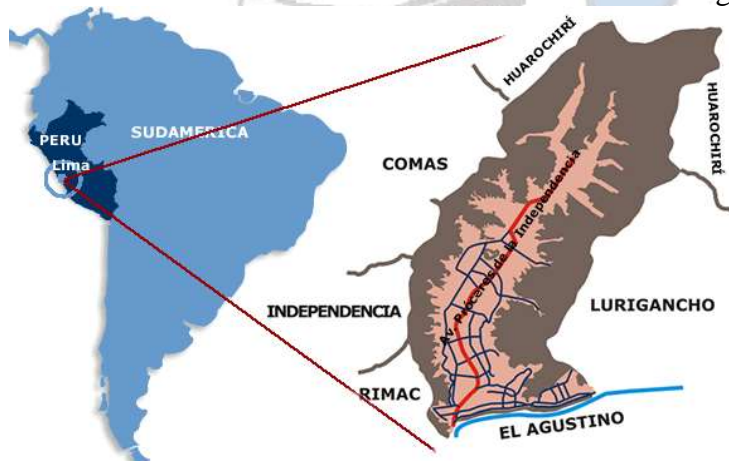 PERU
Lima
SUDAMERICA
HUAROCHIRÍ
HUAROCHIRÍ
COMAS
Av. Próceres de la Independencia
INDEPENDENCIA
LURIGANCHO
RIMAC
EL AGUSTINO